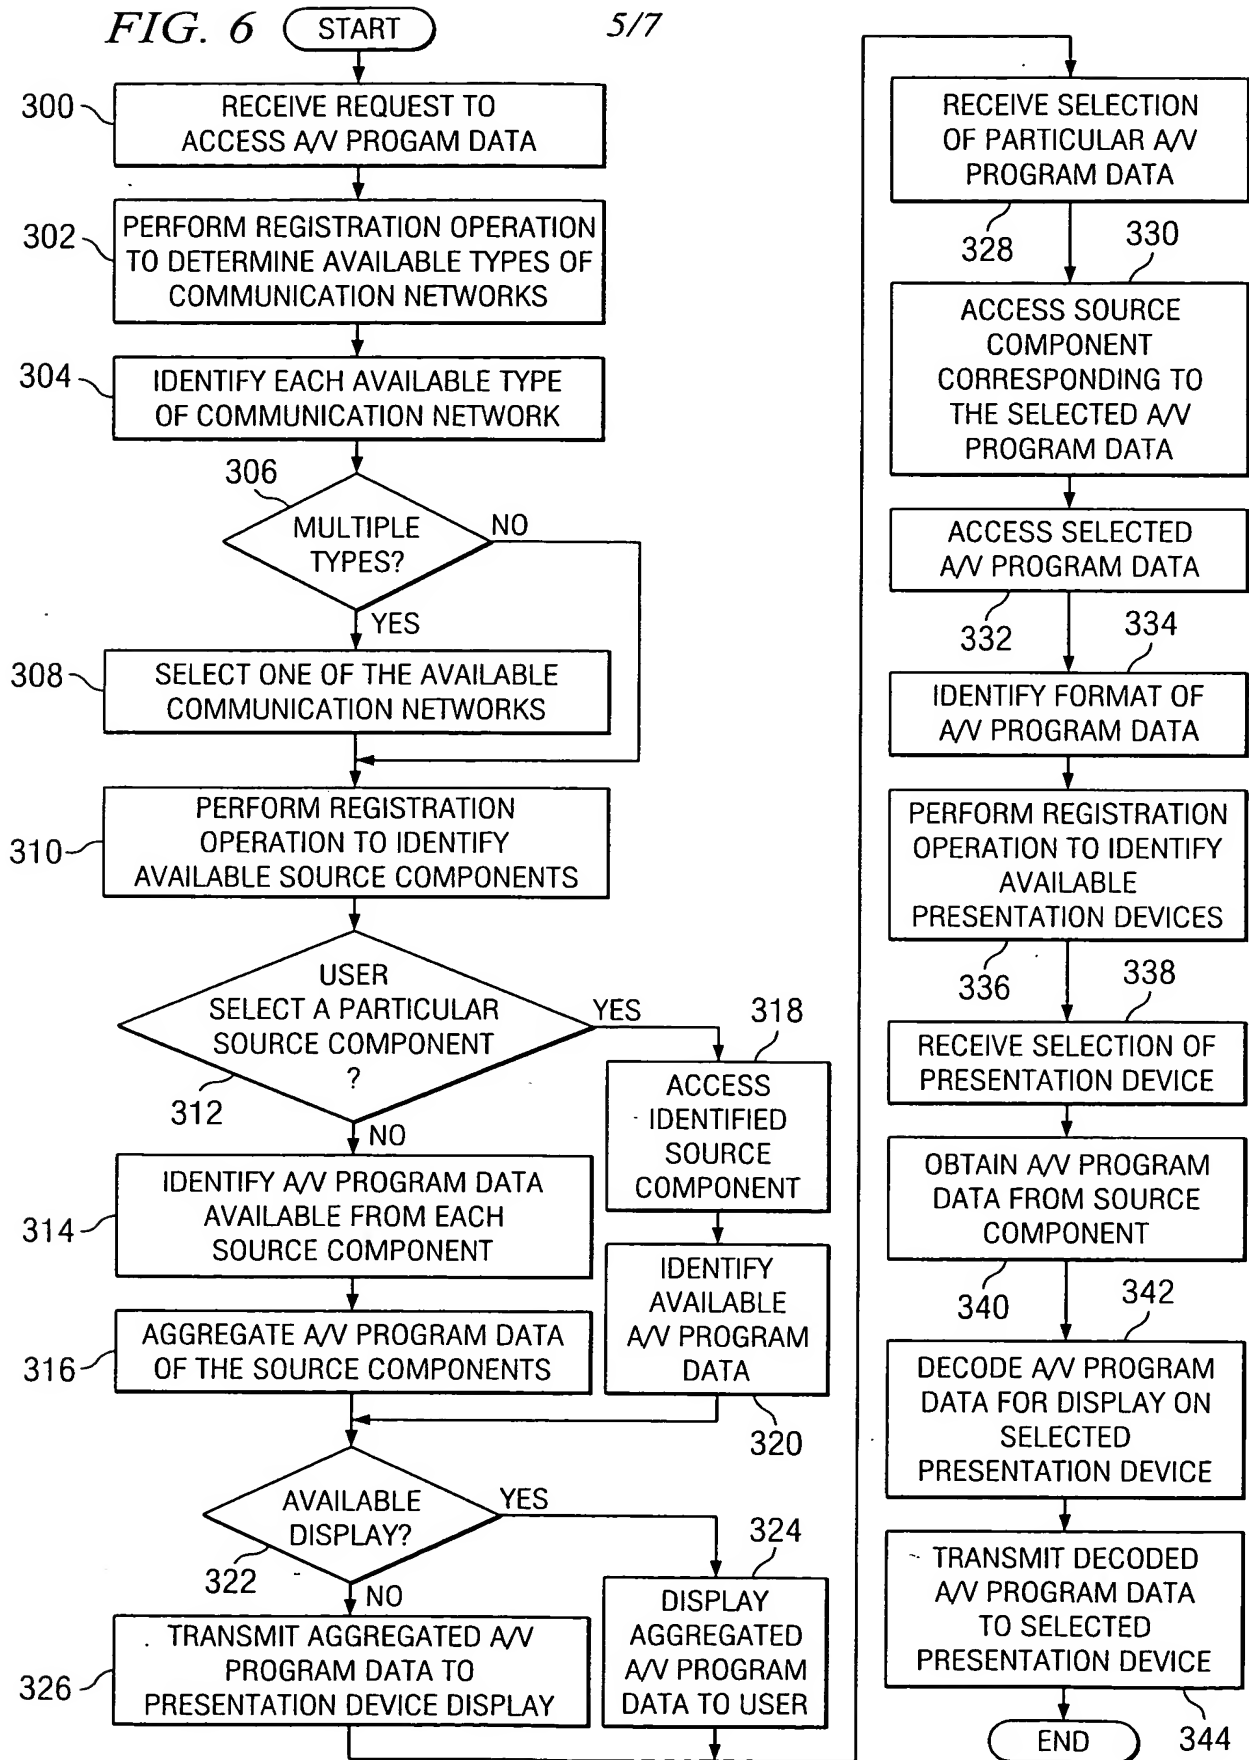 FIG. 6
START
5/7
300
RECEIVE REQUEST TO
ACCESS A/V PROGAM DATA
302
PERFORM REGISTRATION OPERATION
TO DETERMINE AVAILABLE TYPES OF
COMMUNICATION NETWORKS
304
IDENTIFY EACH AVAILABLE TYPE
OF COMMUNICATION NETWORK
306
MULTIPLE
TYPES?
NO
YES
308
SELECT ONE OF THE AVAILABLE
COMMUNICATION NETWORKS
310
PERFORM REGISTRATION
OPERATION TO IDENTIFY
AVAILABLE SOURCE COMPONENTS
USER
SELECT A PARTICULAR
SOURCE COMPONENT
?
312
YES
NO
318
ACCESS
IDENTIFIED
SOURCE
COMPONENT
314
IDENTIFY A/V PROGRAM DATA
AVAILABLE FROM EACH
SOURCE COMPONENT
316
AGGREGATE A/V PROGRAM DATA
OF THE SOURCE COMPONENTS
IDENTIFY
AVAILABLE
A/V PROGRAM
DATA
320
AVAILABLE
DISPLAY?
322
YES
NO
324
DISPLAY
AGGREGATED
A/V PROGRAM
DATA TO USER
326
TRANSMIT AGGREGATED A/V
PROGRAM DATA TO
PRESENTATION DEVICE DISPLAY
RECEIVE SELECTION
OF PARTICULAR A/V
PROGRAM DATA
328
330
ACCESS SOURCE
COMPONENT
CORRESPONDING TO
THE SELECTED A/V
PROGRAM DATA
ACCESS SELECTED
A/V PROGRAM DATA
332
334
IDENTIFY FORMAT OF
A/V PROGRAM DATA
PERFORM REGISTRATION
OPERATION TO IDENTIFY
AVAILABLE
PRESENTATION DEVICES
336
338
RECEIVE SELECTION OF
PRESENTATION DEVICE
OBTAIN A/V PROGRAM
DATA FROM SOURCE
COMPONENT
340
342
DECODE A/V PROGRAM
DATA FOR DISPLAY ON
SELECTED
PRESENTATION DEVICE
TRANSMIT DECODED
A/V PROGRAM DATA
TO SELECTED
PRESENTATION DEVICE
344
END